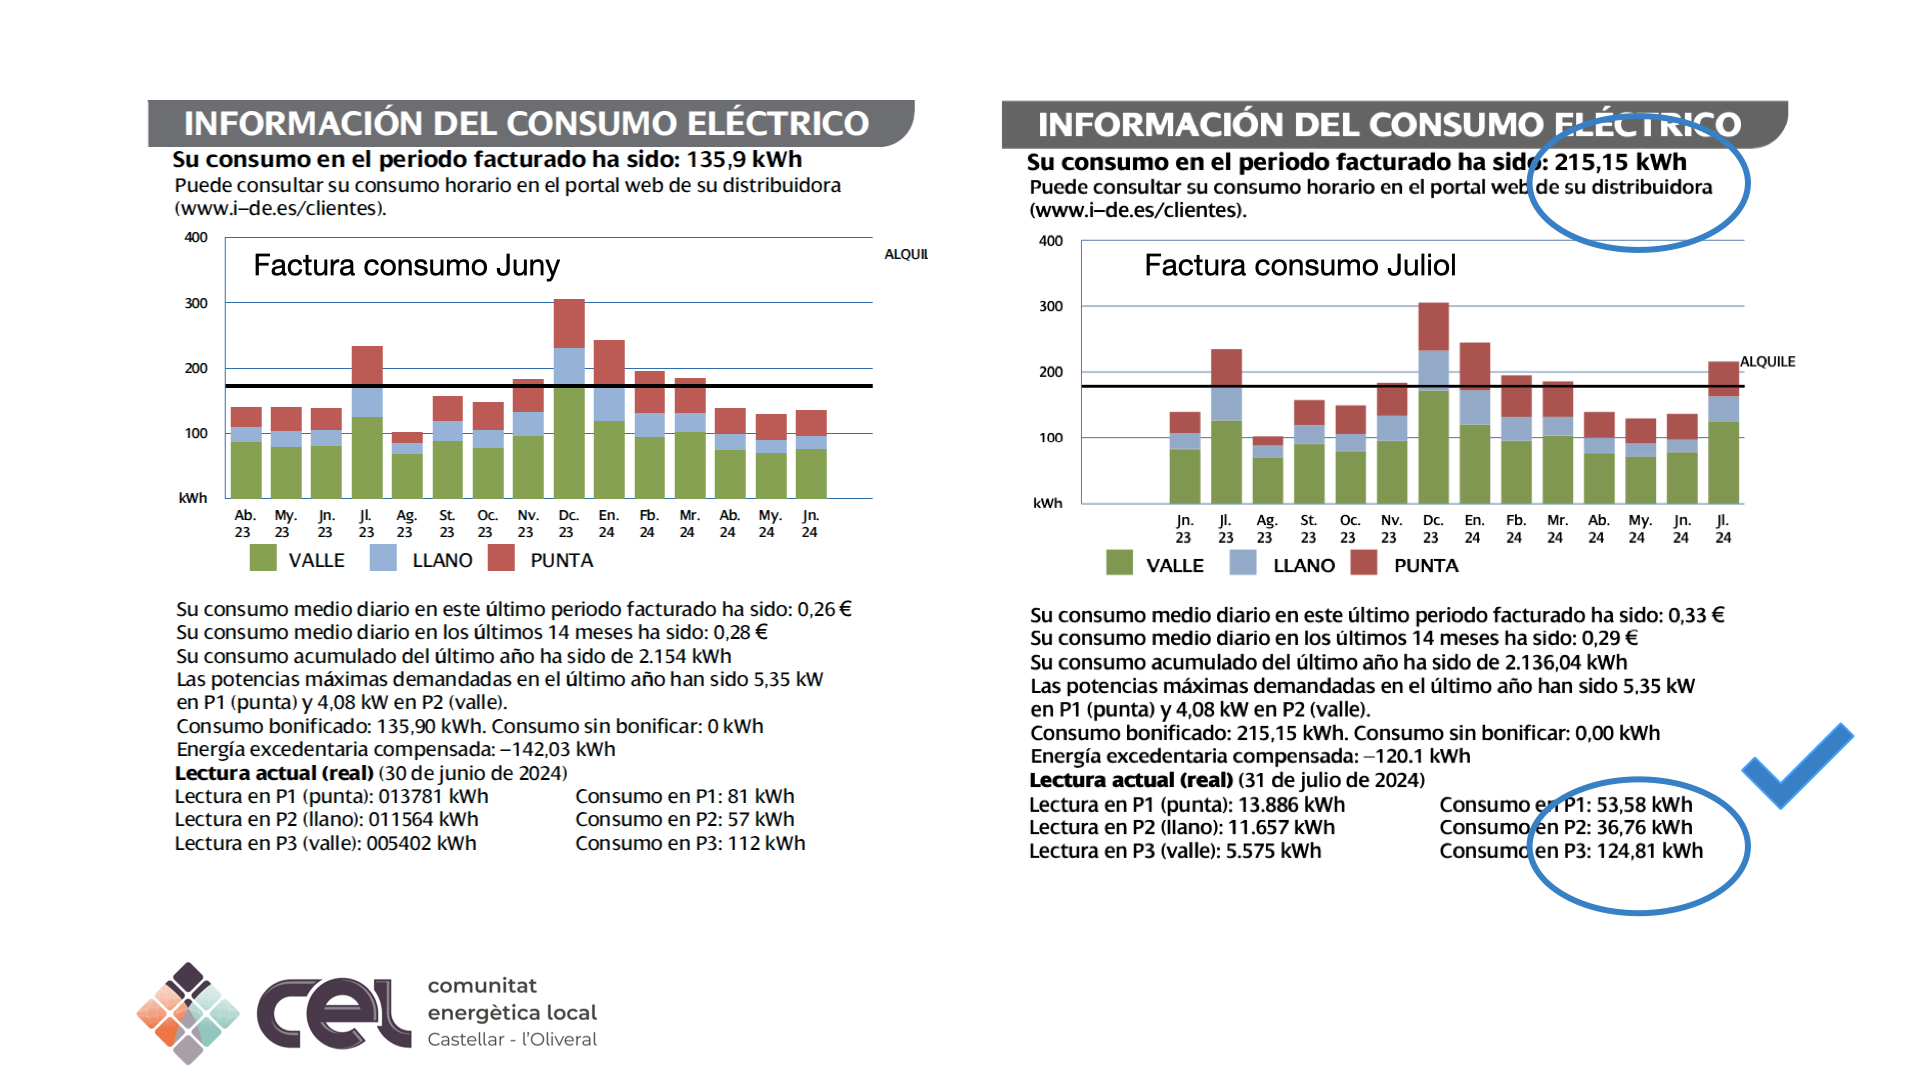 INFORMACIÓN DEL CONSUMO ELÉCTRICO
Su consumo en el periodo facturado ha sido: 135,9 kWh
Puede consultar su consumo horario en el portal web de su distribuidora
(www.i-de.es/clientes).
400
Factura consumo Juny
ALQUIL
300
200
100
kWh
Ab. My. Jn. Jl. Ag. St. Oc. Nv. Dc. En. Fb. Mr. Ab. My. Jn.
23 23 23 23 23 23 23 23 23 24 24 24 24 24 24
VALLE LLANO PUNTA
Su consumo medio diario en este último periodo facturado ha sido: 0,26 €
Su consumo medio diario en los últimos 14 meses ha sido: 0,28 €
Su consumo acumulado del último año ha sido de 2.154 kWh
Las potencias máximas demandadas en el último año han sido 5,35 kW
en P1 (punta) y 4,08 kW en P2 (valle).
Consumo bonificado: 135,90 kWh. Consumo sin bonificar: 0 kWh
Energía excedentaria compensada: −142,03 kWh
Lectura actual (real) (30 de junio de 2024)
Lectura en P1 (punta): 013781 kWh Consumo en P1: 81 kWh
Lectura en P2 (llano): 011564 kWh Consumo en P2: 57 kWh
Lectura en P3 (valle): 005402 kWh Consumo en P3: 112 kWh
INFORMACIÓN DEL CONSUMO ELÉCTRICO
Su consumo en el periodo facturado ha sido: 215,15 kWh
Puede consultar su consumo horario en el portal web de su distribuidora
(www.i-de.es/clientes).
400
Factura consumo Juliol
300
200
ALQUILE
100
kWh
Jn. Jl. Ag. St. Oc. Nv. Dc. En. Fb. Mr. Ab. My. Jn. Jl.
23 23 23 23 23 23 23 24 24 24 24 24 24 24
VALLE LLANO PUNTA
Su consumo medio diario en este último periodo facturado ha sido: 0,33 €
Su consumo medio diario en los últimos 14 meses ha sido: 0,29 €
Su consumo acumulado del último año ha sido de 2.136,04 kWh
Las potencias máximas demandadas en el último año han sido 5,35 kW
en P1 (punta) y 4,08 kW en P2 (valle).
Consumo bonificado: 215,15 kWh. Consumo sin bonificar: 0,00 kWh
Energía excedentaria compensada: −120.1 kWh
Lectura actual (real) (31 de julio de 2024)
Lectura en P1 (punta): 13.886 kWh Consumo en P1: 53,58 kWh
Lectura en P2 (llano): 11.657 kWh Consumo en P2: 36,76 kWh
Lectura en P3 (valle): 5.575 kWh Consumo en P3: 124,81 kWh
cel
comunitat
energètica local
Castellar - l'Oliveral